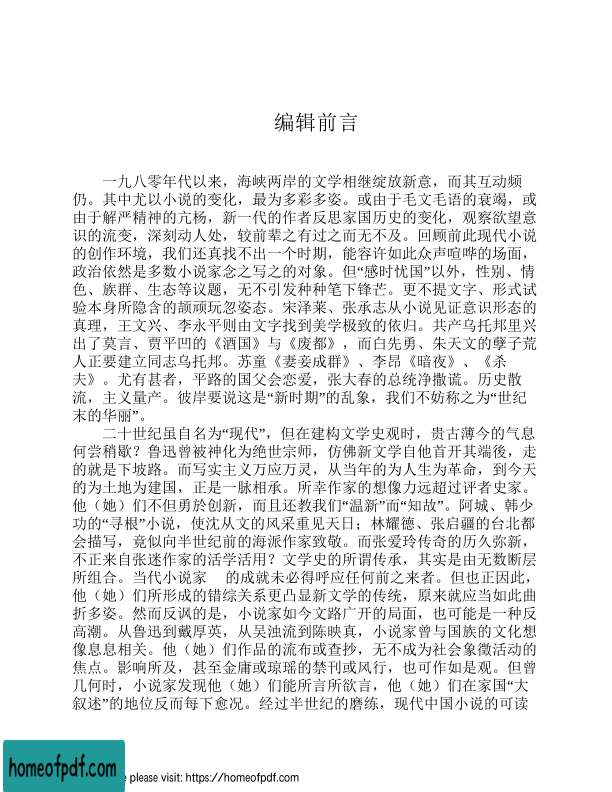 编辑前言
一九八零年代以来，海峡两岸的文学相继绽放新意，而其互动频
仍。其中尤以小说的变化，最为多彩多姿。或由于毛文毛语的衰竭，或
由于解严精神的亢杨，新一代的作者反思家国历史的变化，观察欲望意
识的流变，深刻动人处，较前辈之有过之而无不及。回顾前此现代小说
的创作环境，我们还真找不出一个时期，能容许如此众声喧哗的场面，
政治依然是多数小说家念之写之的对象。但“感时忧国”以外，性别、情
色、族群、生态等议题，无不引发种种笔下锋芒。更不提文字、形式试
验本身所隐含的颉顽玩忽姿态。宋泽莱、张承志从小说见证意识形态的
真理，王文兴、李永平则由文字找到美学极致的依归。共产乌托邦里兴
出了莫言、贾平凹的《酒国》与《废都》，而白先勇、朱天文的孽子荒
人正要建立同志乌托邦。苏童《妻妾成群》、李昂《暗夜》、《杀
夫》。尤有甚者，平路的国父会恋爱，张大春的总统净撒谎。历史散
流，主义量产。彼岸要说这是“新时期”的乱象，我们不妨称之为“世纪
末的华丽”。
二十世纪虽自名为“现代”，但在建构文学史观时，贵古薄今的气息
何尝稍歇？鲁迅曾被神化为绝世宗师，仿佛新文学自他首开其端後，走
的就是下坡路。而写实主义万应万灵，从当年的为人生为革命，到今天
的为土地为建国，正是一脉相承。所幸作家的想像力远超过评者史家。
他（她）们不但勇於创新，而且还教我们“温新”而“知故”。阿城、韩少
功的“寻根”小说，使沈从文的风采重见天日；林耀德、张启疆的台北都
会描写，竟似向半世纪前的海派作家致敬。而张爱玲传奇的历久弥新，
不正来自张迷作家的活学活用？文学史的所谓传承，其实是由无数断层
所组合。当代小说家 的成就未必得呼应任何前之来者。但也正因此，
他（她）们所形成的错综关系更凸显新文学的传统，原来就应当如此曲
折多姿。然而反讽的是，小说家如今文路广开的局面，也可能是一种反
高潮。从鲁迅到戴厚英，从吴浊流到陈映真，小说家曾与国族的文化想
像息息相关。他（她）们作品的流布或查抄，无不成为社会象徵活动的
焦点。影响所及，甚至金庸或琼瑶的禁刊或风行，也可作如是观。但曾
几何时，小说家发现他（她）们能所言所欲言，他（她）们在家国“大
叙述”的地位反而每下愈况。经过半世纪的磨练，现代中国小说的可读
homeofpdf.com
e please visit: https://homeofpdf.com